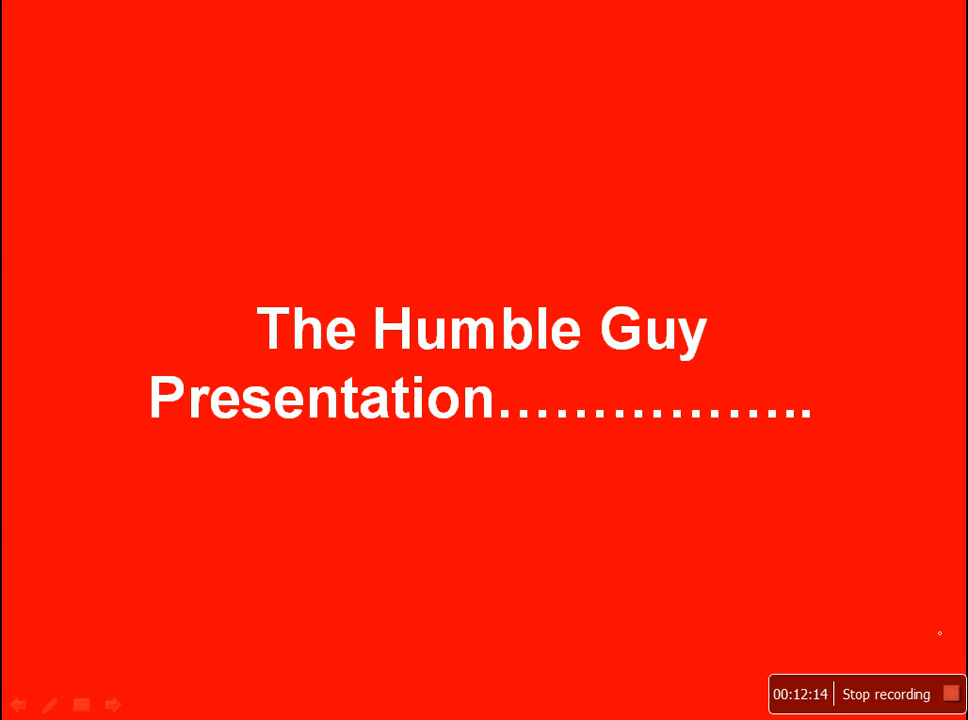 The Humble Guy
Presentation……………..
00:12:14 Stop recording